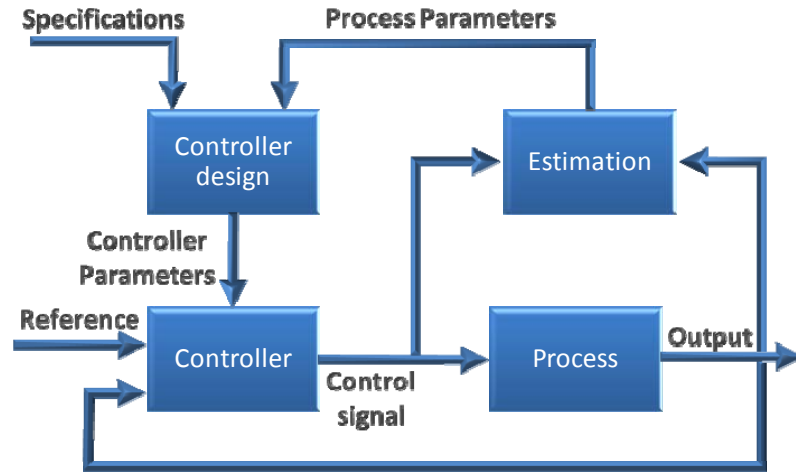 Specifications
Process Parameters
Controller
design
Estimation
Controller
Parameters
Reference
Controller
Control
signal
Process
Output